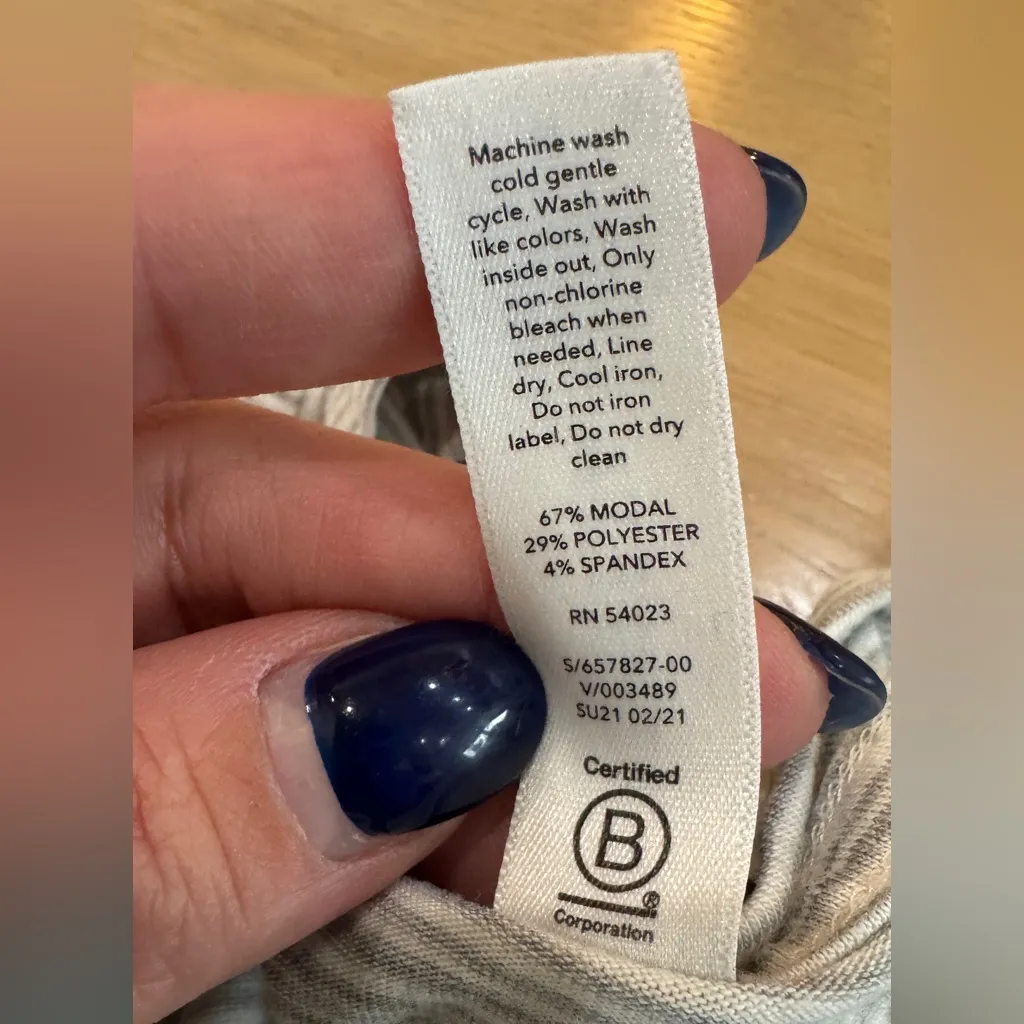 Machine wash
cold gentle
cycle, Wash with
like colors, Wash
inside out, Only
non-chlorine
bleach when
needed, Line
dry, Cool iron,
Do not iron
label, Do not dry
clean
67% MODAL
29% POLYESTER
4% SPANDEX
RN 54023
S/657827-00
V/003489
SU21 02/21
Certified
B
®
Corporation